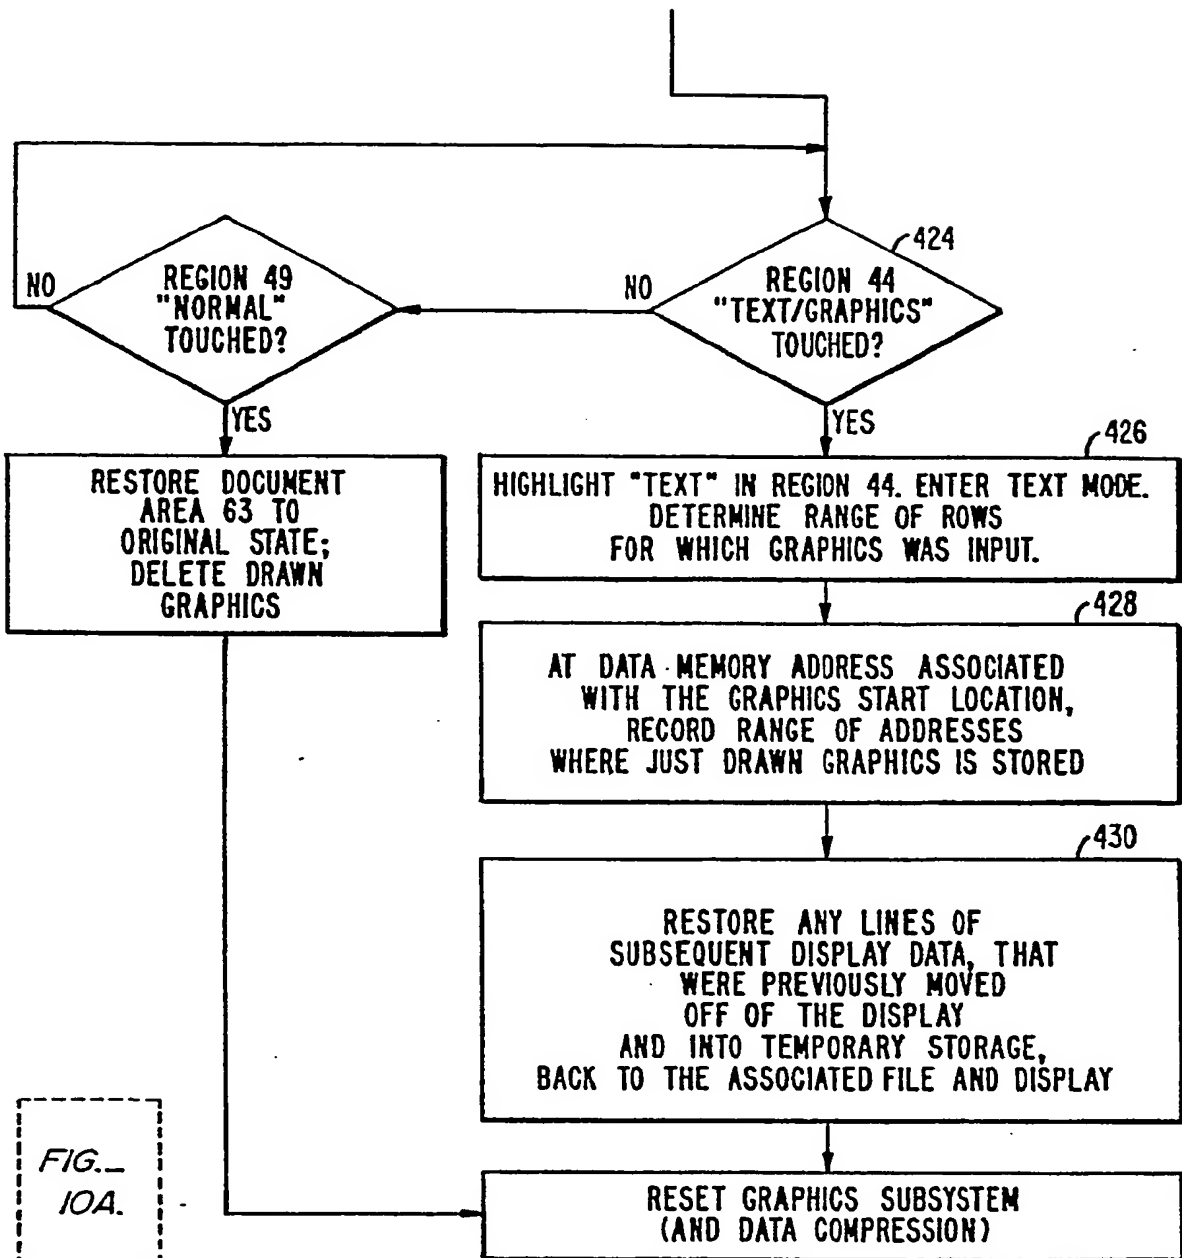 424
REGION 44
"TEXT/GRAPHICS"
TOUCHED?
NO
YES
REGION 49
"NORMAL"
TOUCHED?
NO
YES
RESTORE DOCUMENT
AREA 63 TO
ORIGINAL STATE;
DELETE DRAWN
GRAPHICS
426
HIGHLIGHT "TEXT" IN REGION 44. ENTER TEXT MODE.
DETERMINE RANGE OF ROWS
FOR WHICH GRAPHICS WAS INPUT.
428
AT DATA MEMORY ADDRESS ASSOCIATED
WITH THE GRAPHICS START LOCATION,
RECORD RANGE OF ADDRESSES
WHERE JUST DRAWN GRAPHICS IS STORED
430
RESTORE ANY LINES OF
SUBSEQUENT DISPLAY DATA, THAT
WERE PREVIOUSLY MOVED
OFF OF THE DISPLAY
AND INTO TEMPORARY STORAGE,
BACK TO THE ASSOCIATED FILE AND DISPLAY
RESET GRAPHICS SUBSYSTEM
(AND DATA COMPRESSION)
FIG._
10A.